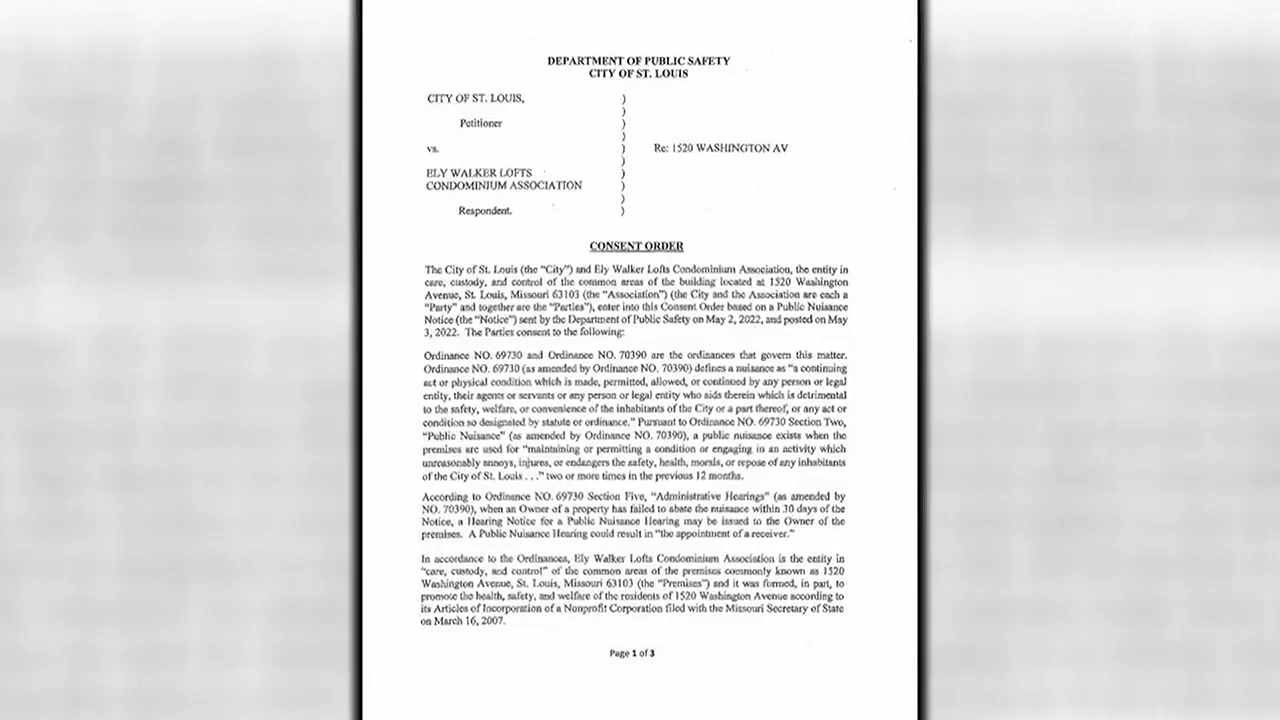 DEPARTMENT OF PUBLIC SAFETY
CITY OF ST. LOUIS
CITY OF ST. LOUIS, )
)
Petitioner )
)
vs. ) Re: 1520 WASHINGTON AV
)
ELY WALKER LOFTS )
CONDOMINIUM ASSOCIATION )
)
Respondent. )
CONSENT ORDER
The City of St. Louis (the “City”) and Ely Walker Lofts Condominium Association, the entity in
care, custody, and control of the common areas of the building located at 1520 Washington
Avenue, St. Louis, Missouri 63103 (the “Association”) (the City and the Association are each a
“Party” and together are the “Parties”), enter into this Consent Order based on a Public Nuisance
Notice (the “Notice”) sent by the Department of Public Safety on May 2, 2022, and posted on May
3, 2022. The Parties consent to the following:
Ordinance NO. 69730 and Ordinance NO. 70390 are the ordinances that govern this matter.
Ordinance NO. 69730 (as amended by Ordinance NO. 70390) defines a nuisance as “a continuing
act or physical condition which is made, permitted, allowed, or continued by any person or legal
entity, their agents or servants or any person or legal entity who aids therein which is detrimental
to the safety, welfare, or convenience of the inhabitants of the City or a part thereof, or any act or
condition so designated by statute or ordinance.” Pursuant to Ordinance NO. 69730 Section Two,
“Public Nuisance” (as amended by Ordinance NO. 70390), a public nuisance exists when the
premises are used for “maintaining or permitting a condition or engaging in an activity which
unreasonably annoys, injures, or endangers the safety, health, morals, or repose of any inhabitants
of the City of St. Louis . . .” two or more times in the previous 12 months.
According to Ordinance NO. 69730 Section Five, “Administrative Hearings” (as amended by
NO. 70390), when an Owner of a property has failed to abate the nuisance within 30 days of the
Notice, a Hearing Notice for a Public Nuisance Hearing may be issued to the Owner of the
premises. A Public Nuisance Hearing could result in “the appointment of a receiver.”
In accordance to the Ordinances, Ely Walker Lofts Condominium Association is the entity in
“care, custody, and control” of the common areas of the premises commonly known as 1520
Washington Avenue, St. Louis, Missouri 63103 (the “Premises”) and it was formed, in part, to
promote the health, safety, and welfare of the residents of 1520 Washington Avenue according to
its Articles of Incorporation of a Nonprofit Corporation filed with the Missouri Secretary of State
on March 16, 2007.
Page 1 of 3